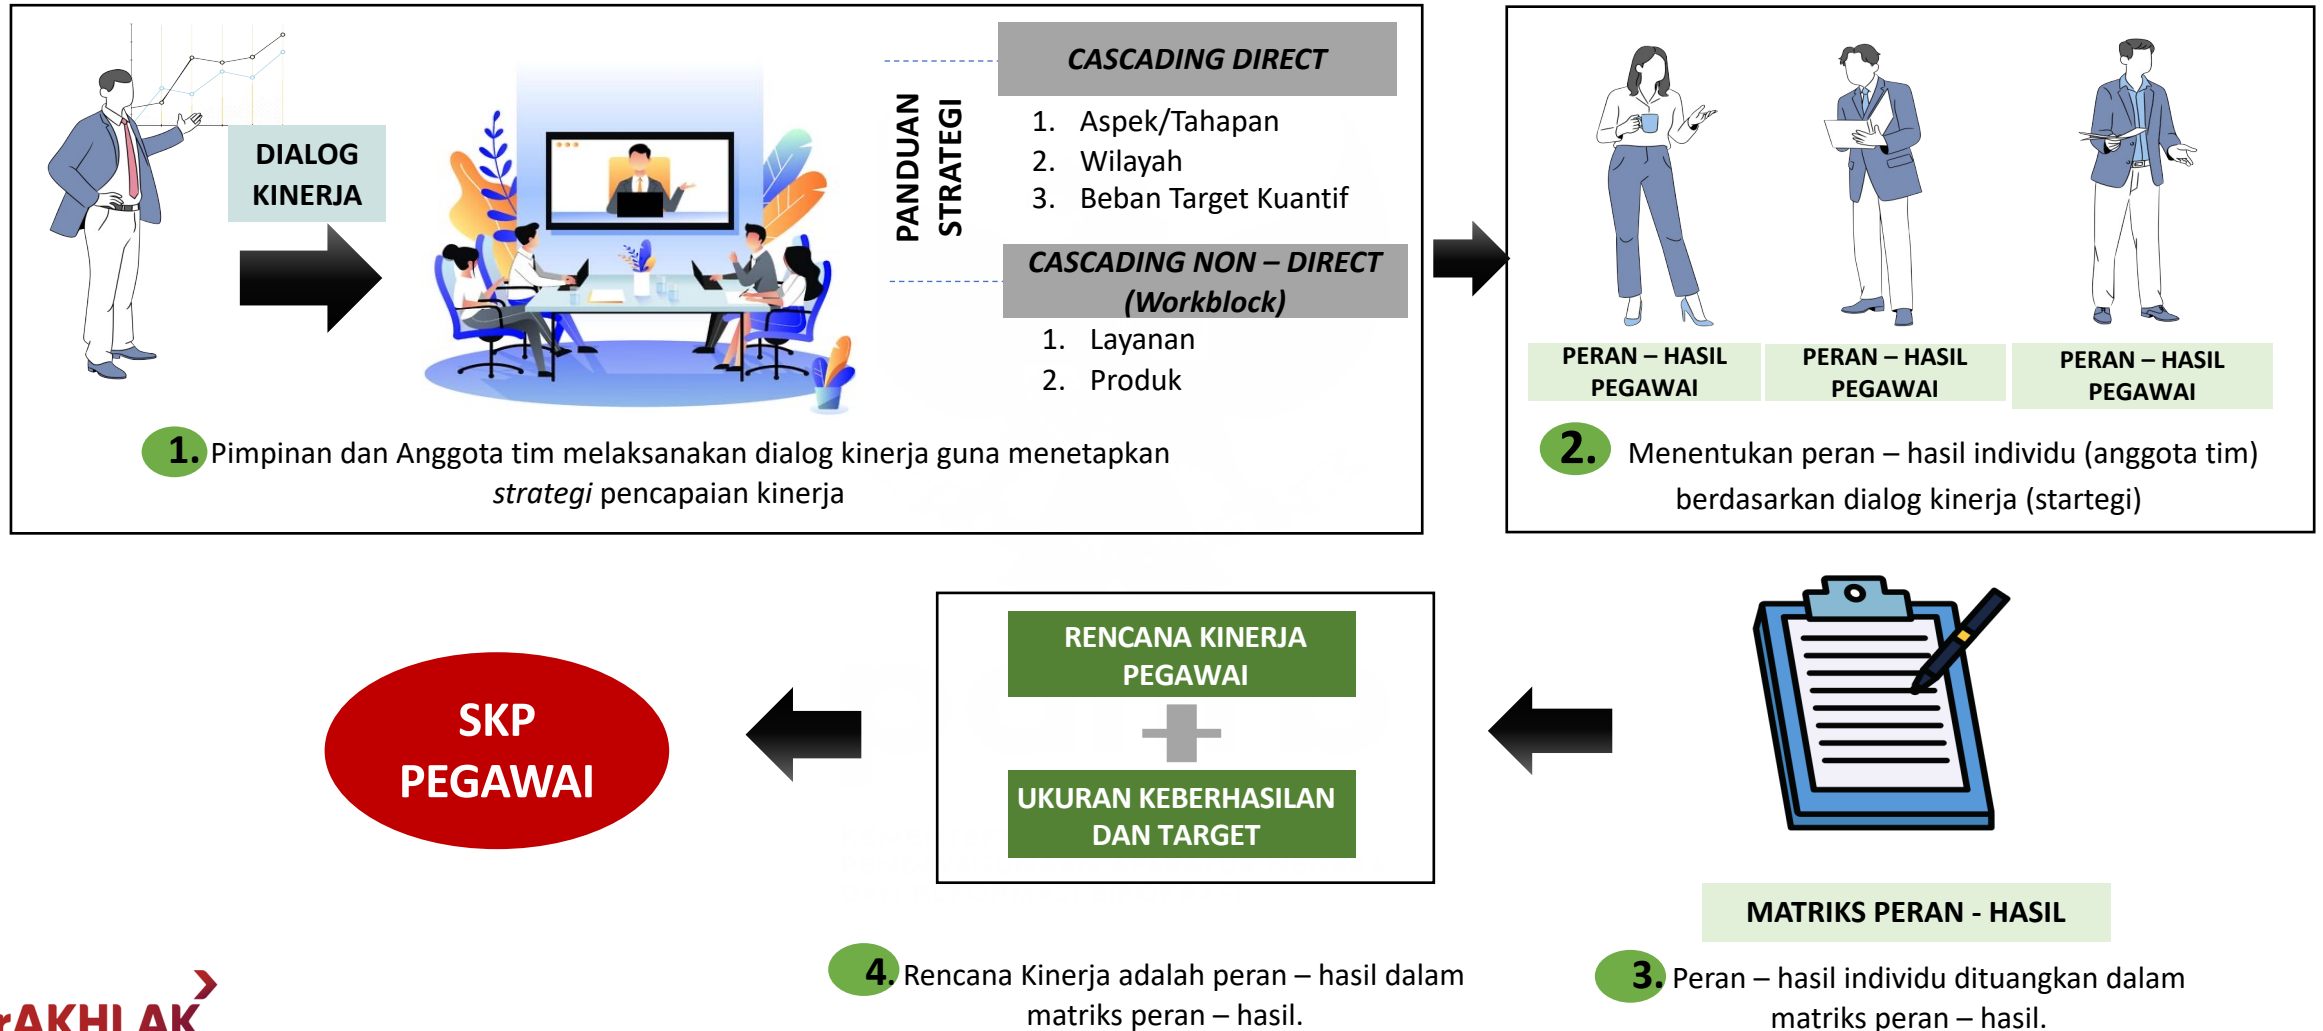 DIALOG
KINERJA
PANDUAN
STRATEGI
CASCADING DIRECT
1. Aspek/Tahapan
2. Wilayah
3. Beban Target Kuantif
CASCADING NON – DIRECT
(Workblock)
1. Layanan
2. Produk
1. Pimpinan dan Anggota tim melaksanakan dialog kinerja guna menetapkan
strategi pencapaian kinerja
PERAN – HASIL
PEGAWAI
PERAN – HASIL
PEGAWAI
PERAN – HASIL
PEGAWAI
2. Menentukan peran – hasil individu (anggota tim)
berdasarkan dialog kinerja (startegi)
MATRIKS PERAN - HASIL
3. Peran – hasil individu dituangkan dalam
matriks peran – hasil.
RENCANA KINERJA
PEGAWAI
UKURAN KEBERHASILAN
DAN TARGET
4. Rencana Kinerja adalah peran – hasil dalam
matriks peran – hasil.
SKP
PEGAWAI
rAKHLAK